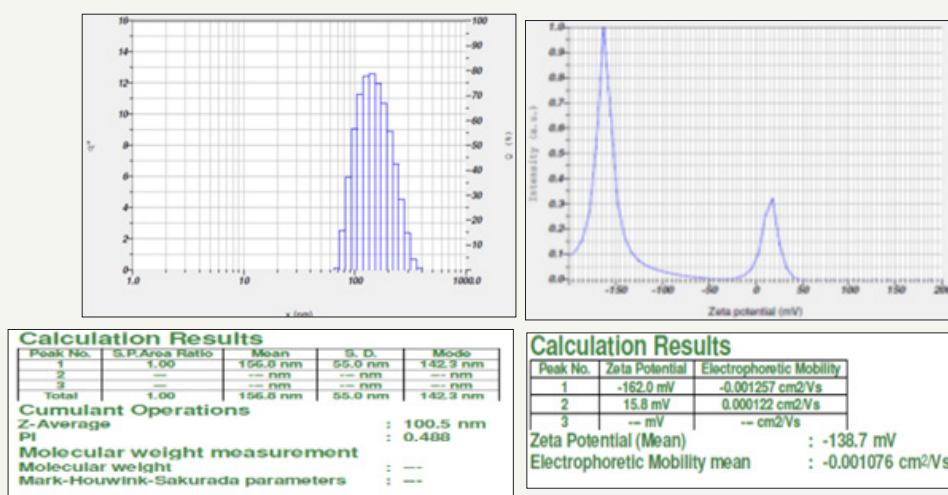 16
14
12
10
8
6
4
2
0
100
90
80
70
60
50
40
30
20
10
1.0 10 100 1000.0
Q (%)
x (nm)
1.0
0.9
0.8
0.7
0.6
0.5
0.4
0.3
0.2
0.1
0.0
Intensity (a.u.)
-150 -100 -50 0 50 100 150 200
Zeta potential (mV)
Calculation Results
Peak No. S.P.Area Ratio Mean S. D. Mode
1 1.00 156.8 nm 55.0 nm 142.3 nm
2 --- --- nm --- nm --- nm
3 --- --- nm --- nm --- nm
Total 1.00 156.8 nm 55.0 nm 142.3 nm
Cumulant Operations
Z-Average : 100.5 nm
PI : 0.488
Molecular weight measurement
Molecular weight : ---
Mark-Houwink-Sakurada parameters : ---
Calculation Results
Peak No. Zeta Potential Electrophoretic Mobility
1 -162.0 mV -0.001257 cm2/Vs
2 15.8 mV 0.000122 cm2/Vs
3 --- mV --- cm2/Vs
Zeta Potential (Mean) : -138.7 mV
Electrophoretic Mobility mean : -0.001076 cm²/Vs